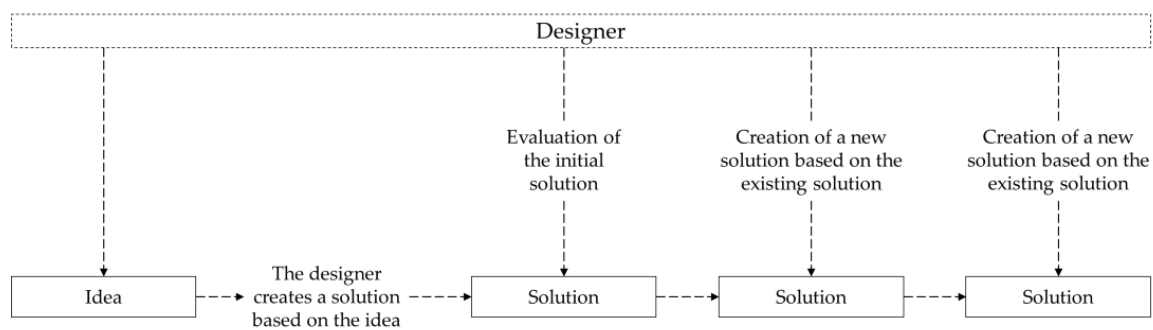 Designer
Evaluation of
the initial
solution
Creation of a new
solution based on the
existing solution
Creation of a new
solution based on the
existing solution
Idea
The designer
creates a solution
based on the idea
Solution
Solution
Solution